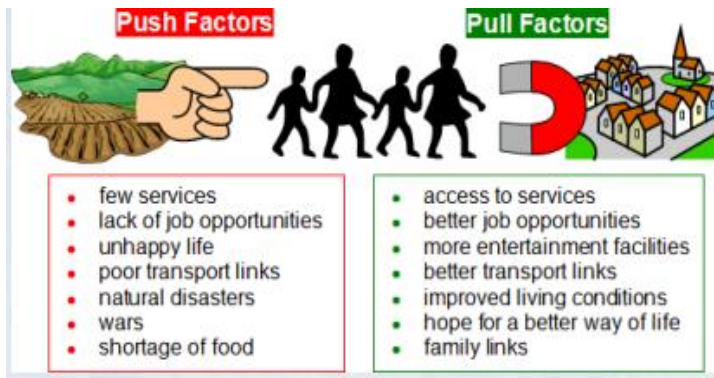 Push Factors
Pull Factors
few services
lack of job opportunities
unhappy life
poor transport links
natural disasters
wars
shortage of food
access to services
better job opportunities
more entertainment facilities
better transport links
improved living conditions
hope for a better way of life
family links